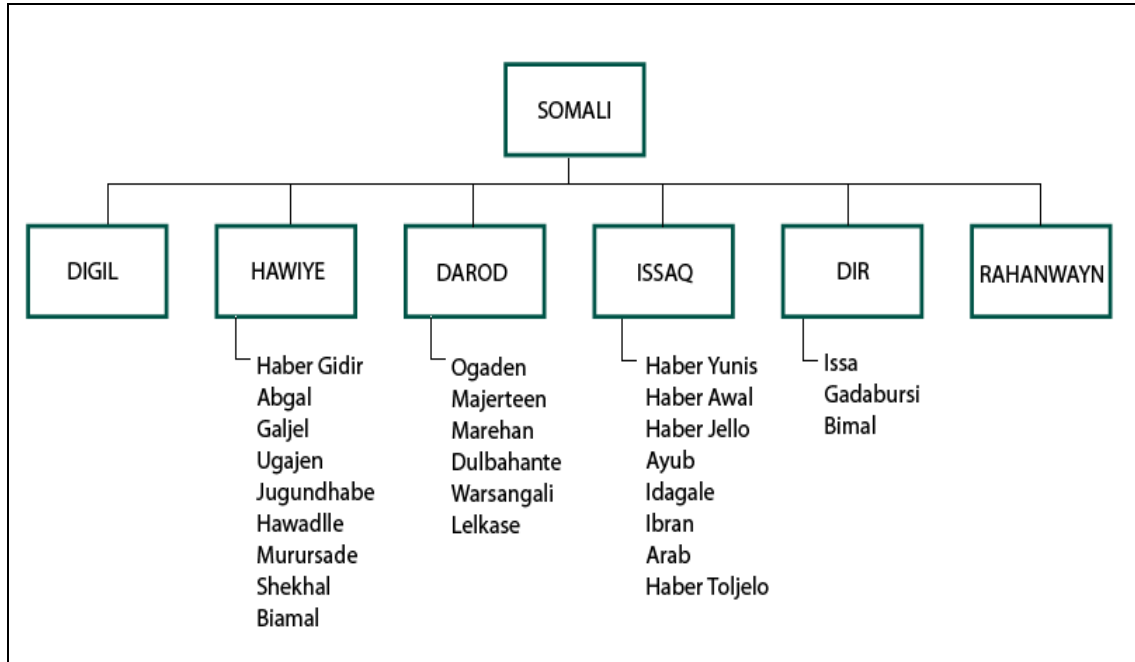 SOMALI
DIGIL
HAWIYE
DAROD
ISSAQ
DIR
RAHANWAYN
Haber Gidir
Abgal
Galjel
Ugajen
Jugundhabe
Hawadlle
Murursade
Shekhal
Biamal
Ogaden
Majerteen
Marehan
Dulbahante
Warsangali
Lelkase
Haber Yunis
Haber Awal
Haber Jello
Ayub
Idagale
Ibran
Arab
Haber Toljelo
Issa
Gadabursi
Bimal